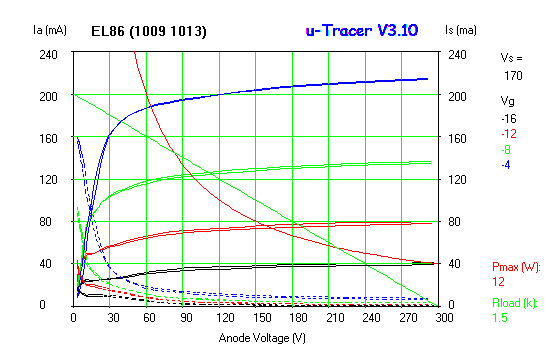 Ia (mA) EL86 (1009 1013) u-Tracer V3.10 Is (ma)
240 240 Vs =
170
200 200 Vg
-16
-12
160 160 -8
-4
120 120
80 80
40 40 Pmax (W):
12
0 0 Rload (k):
1.5
0 30 60 90 120 150 180 210 240 270 300
Anode Voltage (V)